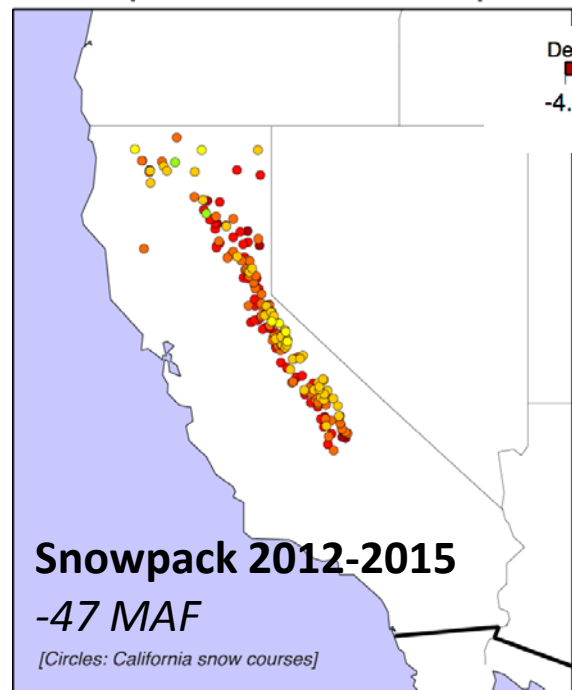 De
-4.
Snowpack 2012-2015
-47 MAF
[Circles: California snow courses]